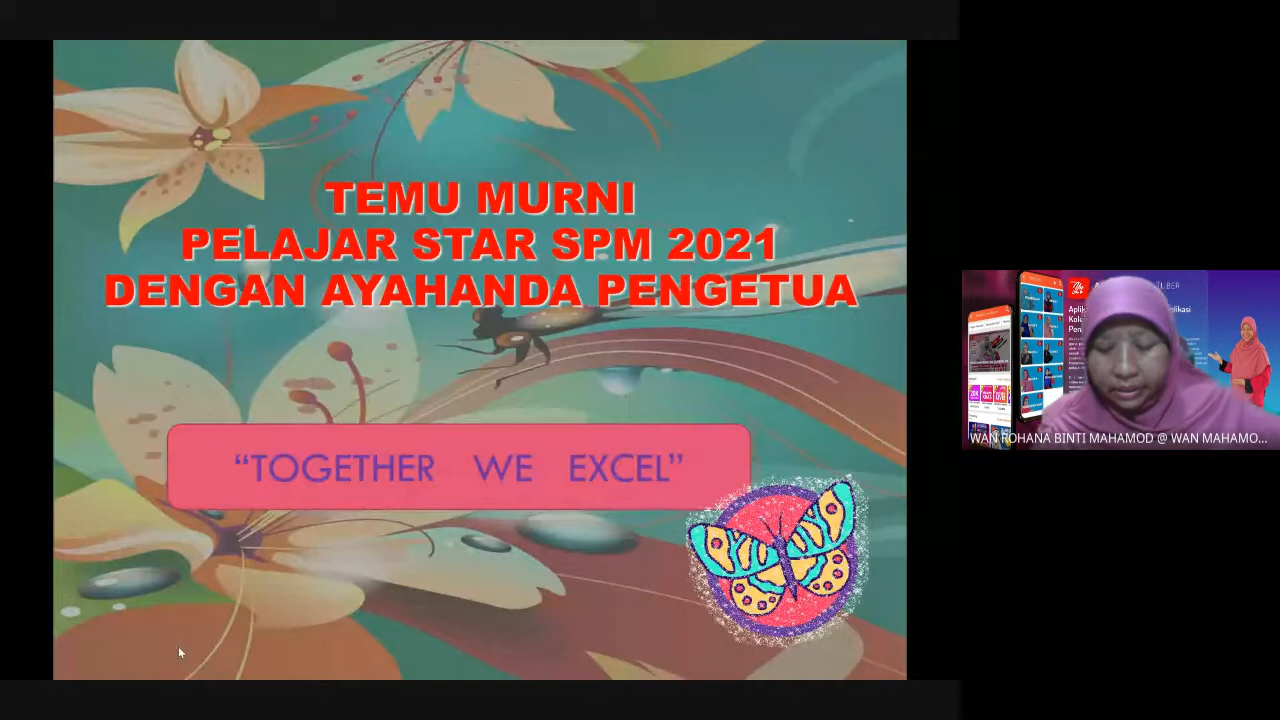 TEMU MURNI
PELAJAR STAR SPM 2021
DENGAN AYAHANDA PENGETUA
“TOGETHER WE EXCEL”
WAN ROHANA BINTI MAHAMOD @ WAN MAHAMO...